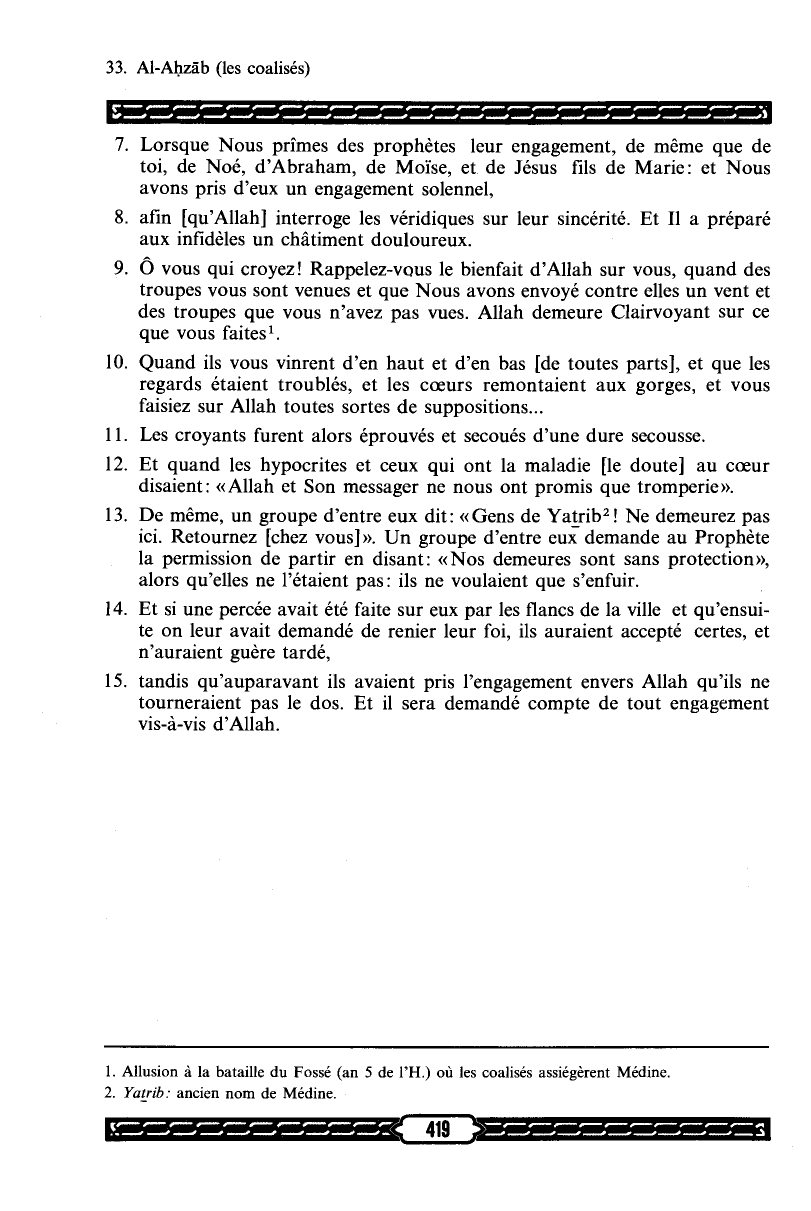 33. Al-Aḥzāb (les coalisés)
7. Lorsque Nous prîmes des prophètes leur engagement, de même que de
toi, de Noé, d'Abraham, de Moïse, et de Jésus fils de Marie: et Nous
avons pris d'eux un engagement solennel,
8. afin [qu'Allah] interroge les véridiques sur leur sincérité. Et Il a préparé
aux infidèles un châtiment douloureux.
9. Ô vous qui croyez! Rappelez-vous le bienfait d'Allah sur vous, quand des
troupes vous sont venues et que Nous avons envoyé contre elles un vent et
des troupes que vous n'avez pas vues. Allah demeure Clairvoyant sur ce
que vous faites¹.
10. Quand ils vous vinrent d'en haut et d'en bas [de toutes parts], et que les
regards étaient troublés, et les cœurs remontaient aux gorges, et vous
faisiez sur Allah toutes sortes de suppositions...
11. Les croyants furent alors éprouvés et secoués d'une dure secousse.
12. Et quand les hypocrites et ceux qui ont la maladie [le doute] au cœur
disaient: «Allah et Son messager ne nous ont promis que tromperie».
13. De même, un groupe d'entre eux dit: «Gens de Yaṯrib²! Ne demeurez pas
ici. Retournez [chez vous]». Un groupe d'entre eux demande au Prophète
la permission de partir en disant: «Nos demeures sont sans protection»,
alors qu'elles ne l'étaient pas: ils ne voulaient que s'enfuir.
14. Et si une percée avait été faite sur eux par les flancs de la ville et qu'ensui-
te on leur avait demandé de renier leur foi, ils auraient accepté certes, et
n'auraient guère tardé,
15. tandis qu'auparavant ils avaient pris l'engagement envers Allah qu'ils ne
tourneraient pas le dos. Et il sera demandé compte de tout engagement
vis-à-vis d'Allah.
1. Allusion à la bataille du Fossé (an 5 de l'H.) où les coalisés assiégèrent Médine.
2. Yaṯrib: ancien nom de Médine.
419